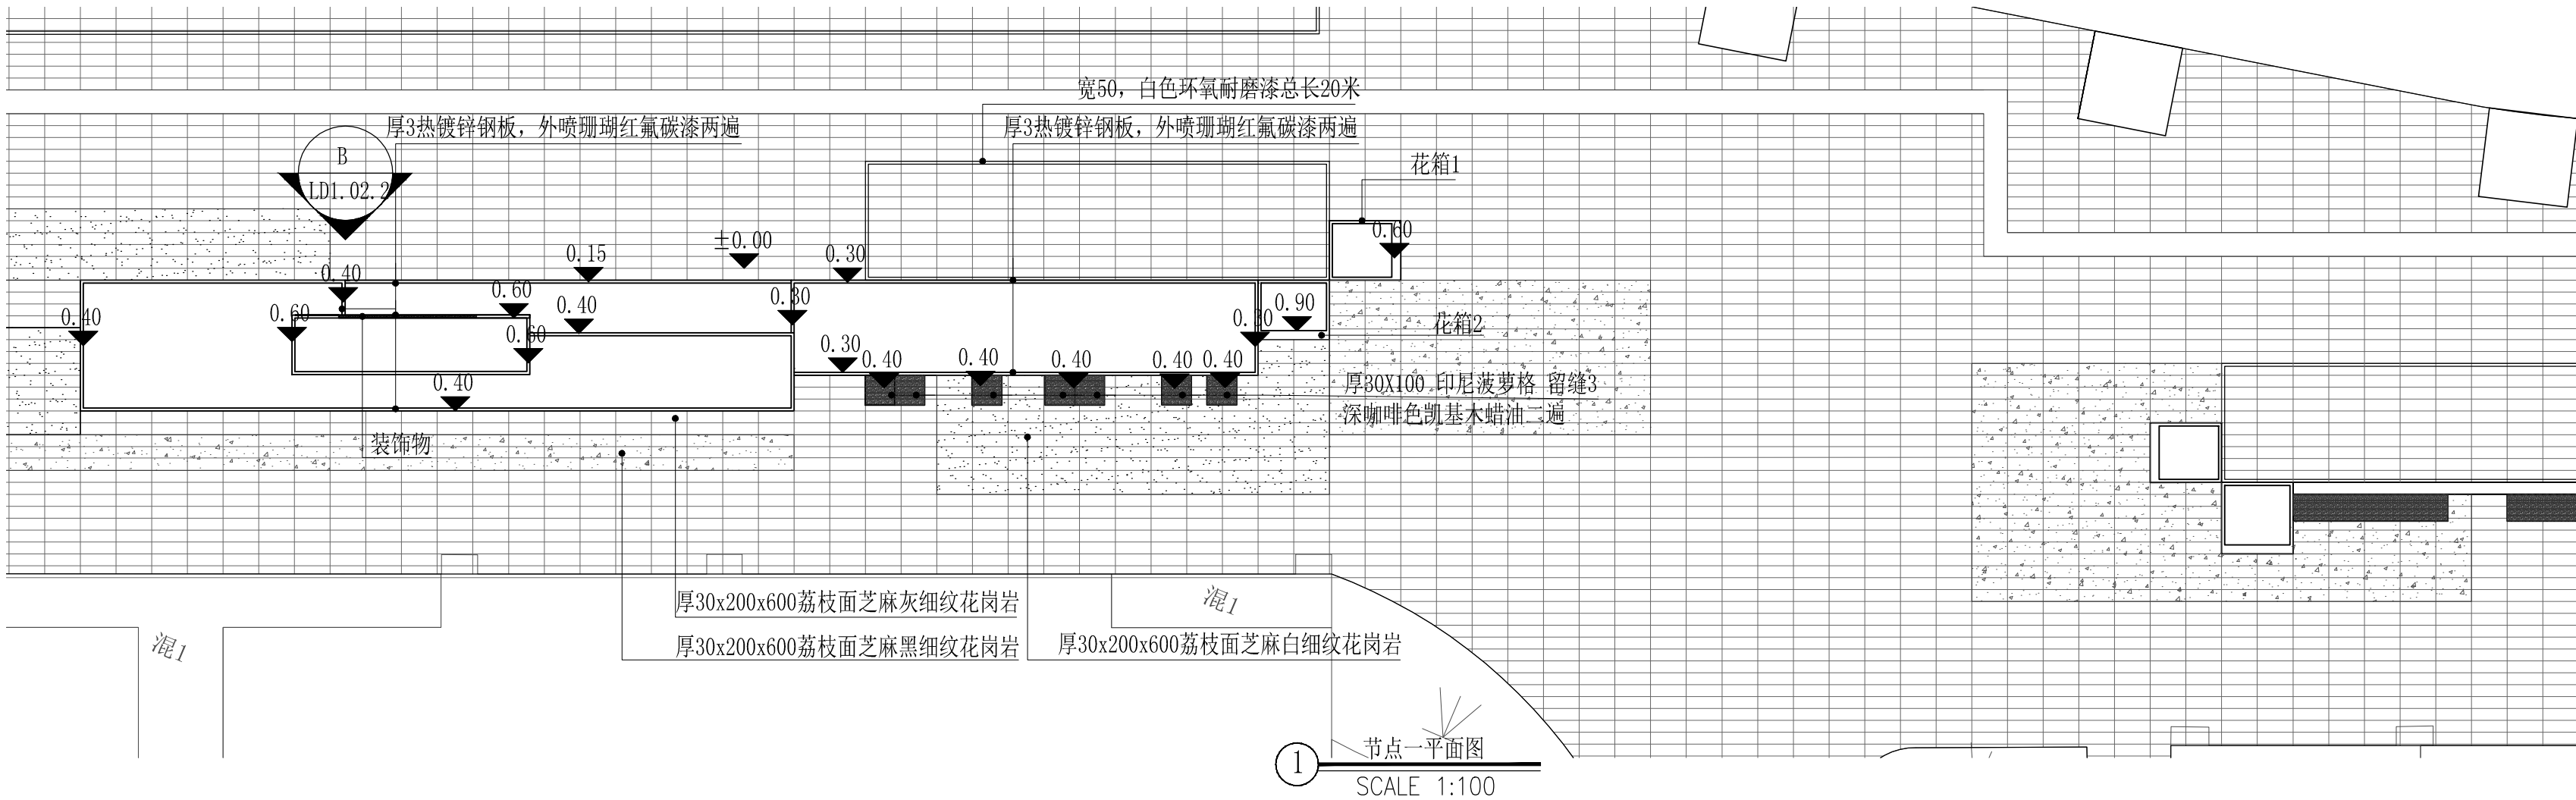 宽50，白色环氧耐磨漆总长20米
厚3热镀锌钢板，外喷珊瑚红氟碳漆两遍
厚3热镀锌钢板，外喷珊瑚红氟碳漆两遍
B
LD1.02.2
花箱1
0.60
±0.00
0.15
0.30
0.40
0.60
0.40
0.30
0.90
0.40
0.60
0.60
0.30
花箱2
0.30
0.40
0.40
0.40
0.40
0.40
0.40
厚30X100 印尼菠萝格 留缝3
深咖啡色凯基木蜡油二遍
装饰物
厚30x200x600荔枝面芝麻灰细纹花岗岩
混1
混1
厚30x200x600荔枝面芝麻黑细纹花岗岩
厚30x200x600荔枝面芝麻白细纹花岗岩
1
节点一平面图
SCALE 1:100